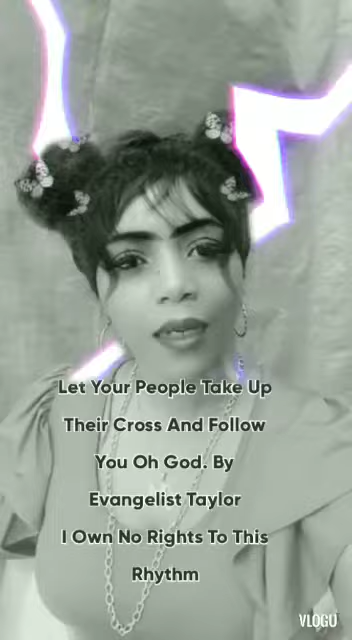 Let Your People Take Up
Their Cross And Follow
You Oh God. By
Evangelist Taylor
I Own No Rights To This
Rhythm
VLOGU